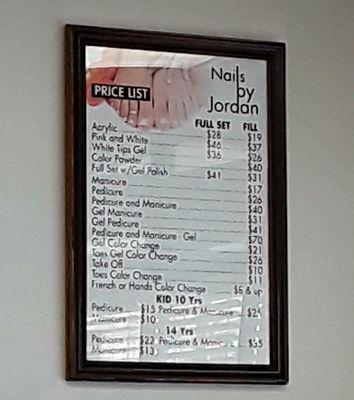 Nails
by
Jordan
PRICE LIST
FULL SET FILL
Acrylic $28 $19
Pink and White $46 $37
White Tips Gel $36 $26
Color Powder $40
Full Set w/Gel Polish $41 $31
Manicure $17
Pedicure $26
Pedicure and Manicure $40
Gel Manicure $31
Gel Pedicure $41
Pedicure and Manicure Gel $70
Gel Color Change $21
Toes Gel Color Change $26
Take Off $10
Toes Color Change $11
French or Hands Color Change $5 & up
KID 10 Yrs
Pedicure $15 Pedicure & Manicure
Manicure $10
14 Yrs
Pedicure $22 Pedicure & Manicure $35
Manicure $13